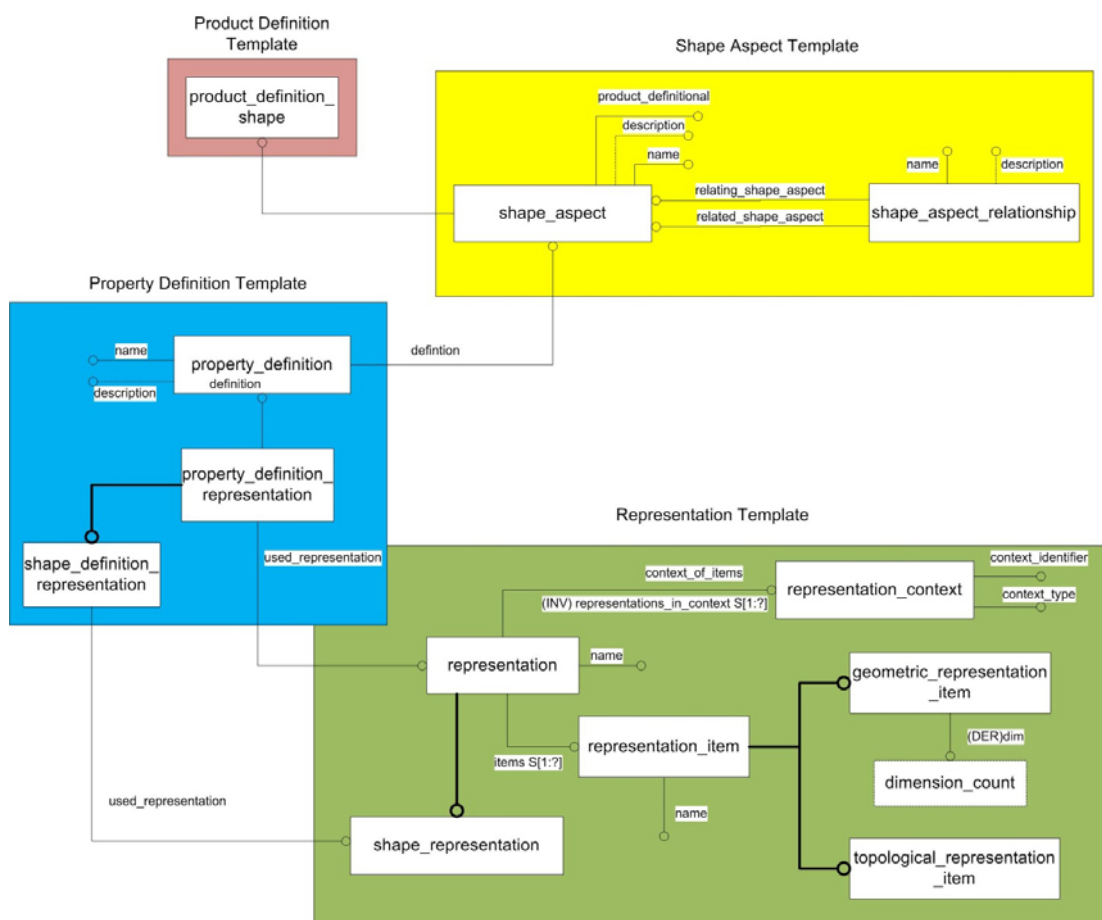 Product Definition
Template
product_definition_
shape
Shape Aspect Template
product_definitional
description
name
shape_aspect
relating_shape_aspect
related_shape_aspect
name
description
shape_aspect_relationship
Property Definition Template
name
description
property_definition
definition
defintion
property_definition_
representation
shape_definition_
representation
used_representation
used_representation
Representation Template
context_of_items
(INV) representations_in_context S[1:?]
representation_context
context_identifier
context_type
representation
name
items S[1:?]
representation_item
name
geometric_representation
_item
(DER)dim
dimension_count
topological_representation
_item
shape_representation